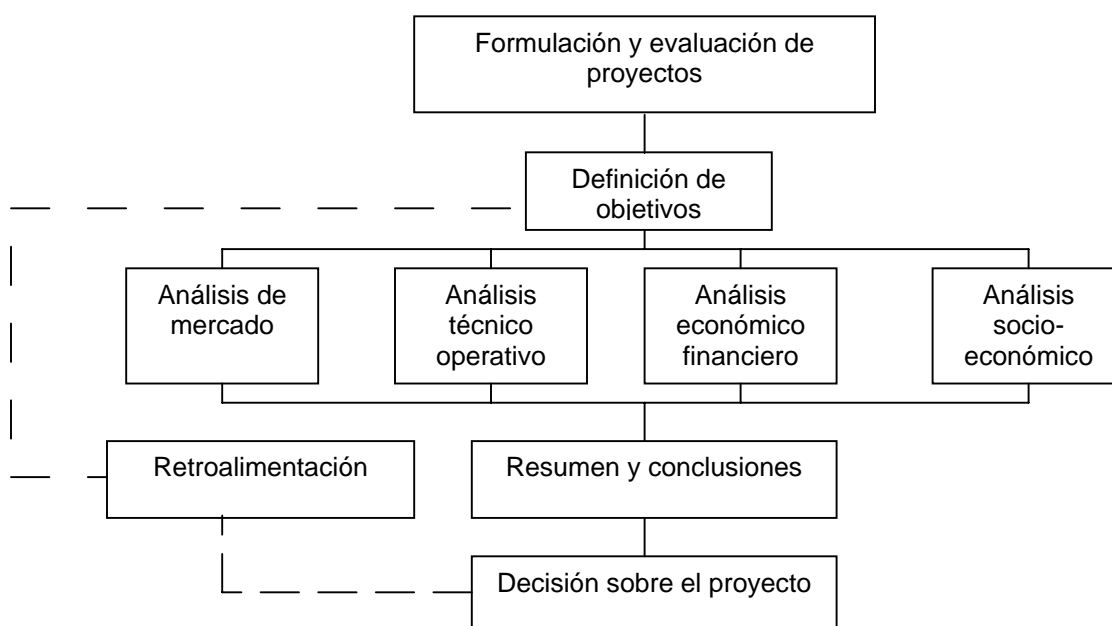 Formulación y evaluación de
proyectos
Definición de
objetivos
Análisis de
mercado
Análisis
técnico
operativo
Análisis
económico
financiero
Análisis
socio-
económico
Retroalimentación
Resumen y conclusiones
Decisión sobre el proyecto